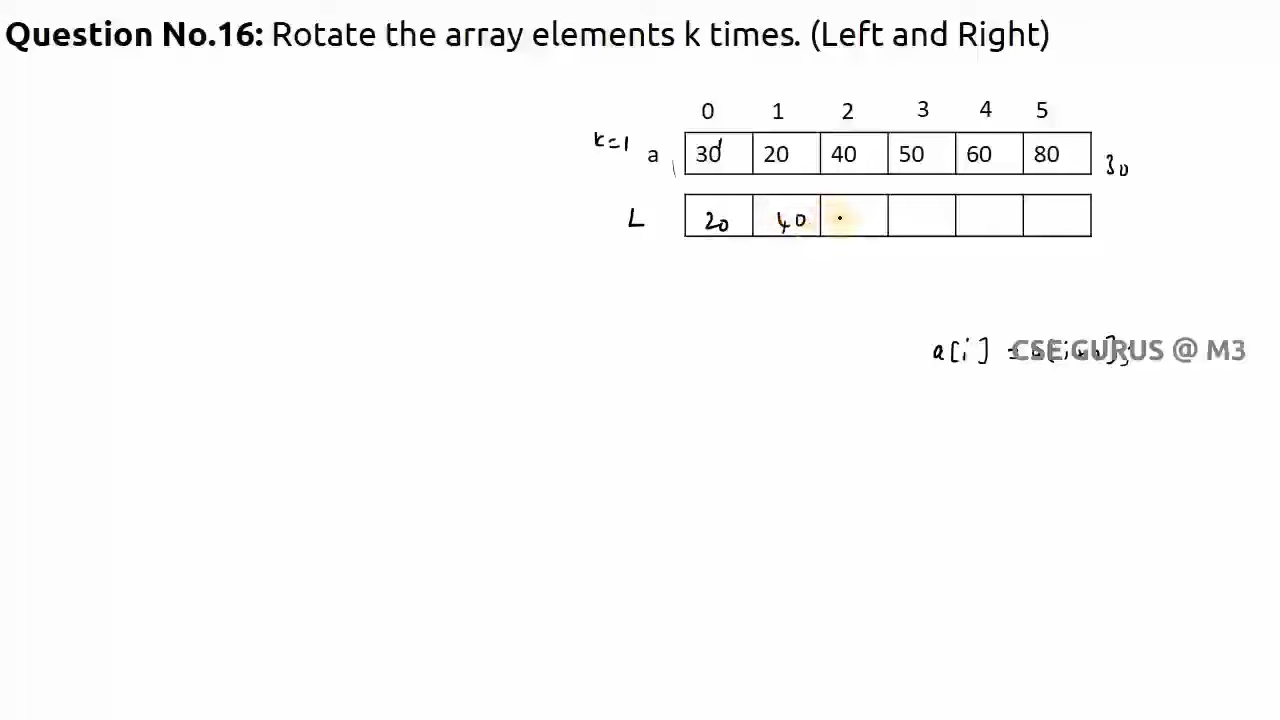 Question No.16: Rotate the array elements k times. (Left and Right)
0 1 2 3 4 5
k=1 a 30 20 40 50 60 80 30
L 20 40
a[i] = CSE GURUS @ M3